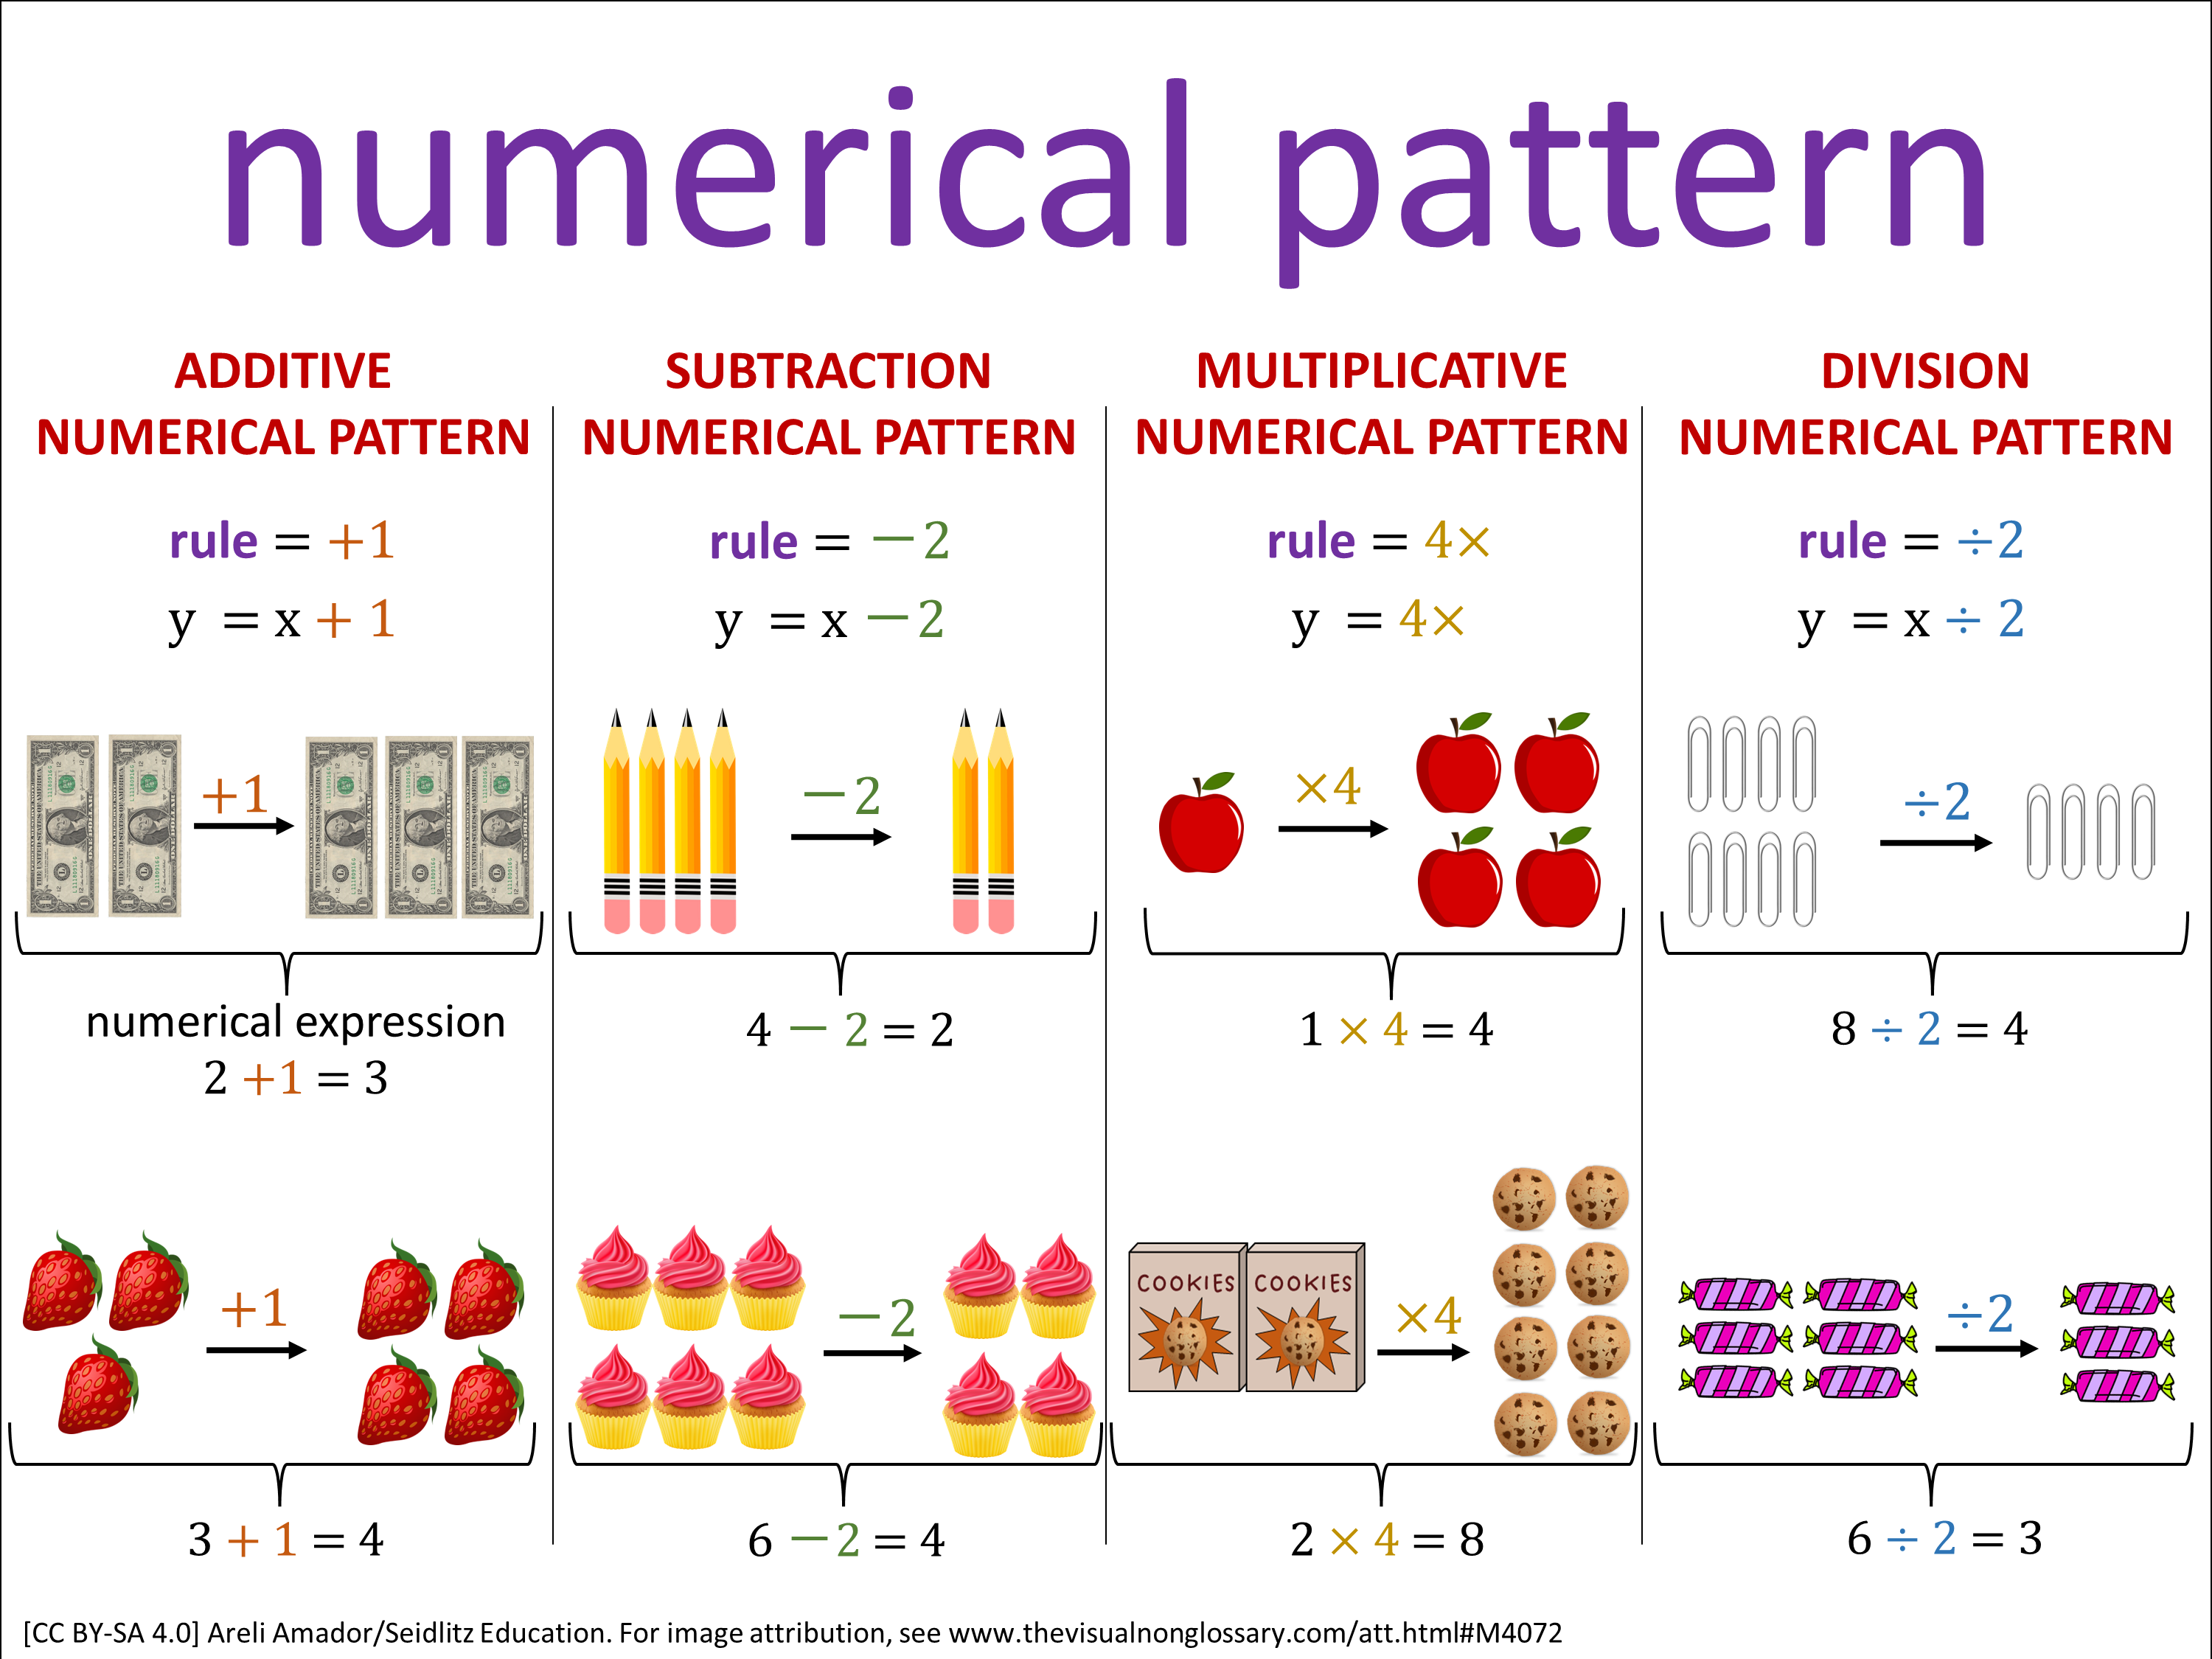 numerical pattern
ADDITIVE
NUMERICAL PATTERN
rule = +1
y = x + 1
+1
numerical expression
2 +1 = 3
+1
3 + 1 = 4
SUBTRACTION
NUMERICAL PATTERN
rule = −2
y = x −2
−2
4 − 2 = 2
−2
6 −2 = 4
MULTIPLICATIVE
NUMERICAL PATTERN
rule = 4×
y = 4×
×4
1 × 4 = 4
COOKIES COOKIES
×4
2 × 4 = 8
DIVISION
NUMERICAL PATTERN
rule = ÷2
y = x ÷ 2
÷2
8 ÷ 2 = 4
÷2
6 ÷ 2 = 3
[CC BY-SA 4.0] Areli Amador/Seidlitz Education. For image attribution, see www.thevisualnonglossary.com/att.html#M4072